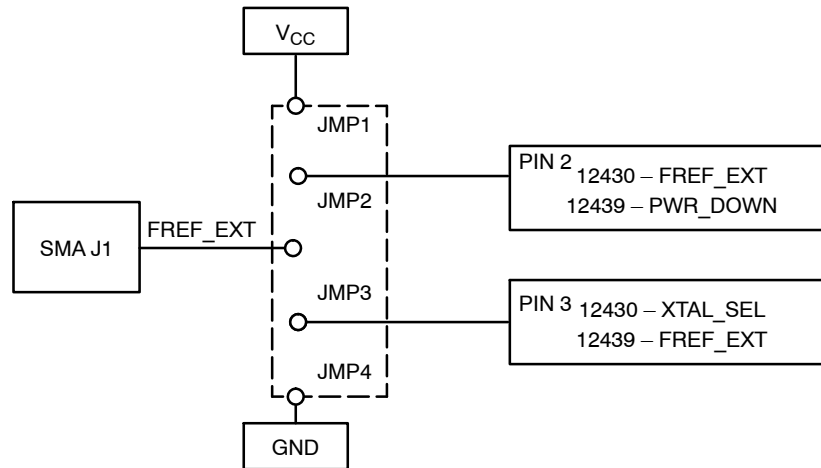 VCC
JMP1
PIN 2
12430 – FREF_EXT
12439 – PWR_DOWN
JMP2
SMA J1
FREF_EXT
JMP3
PIN 3
12430 – XTAL_SEL
12439 – FREF_EXT
JMP4
GND